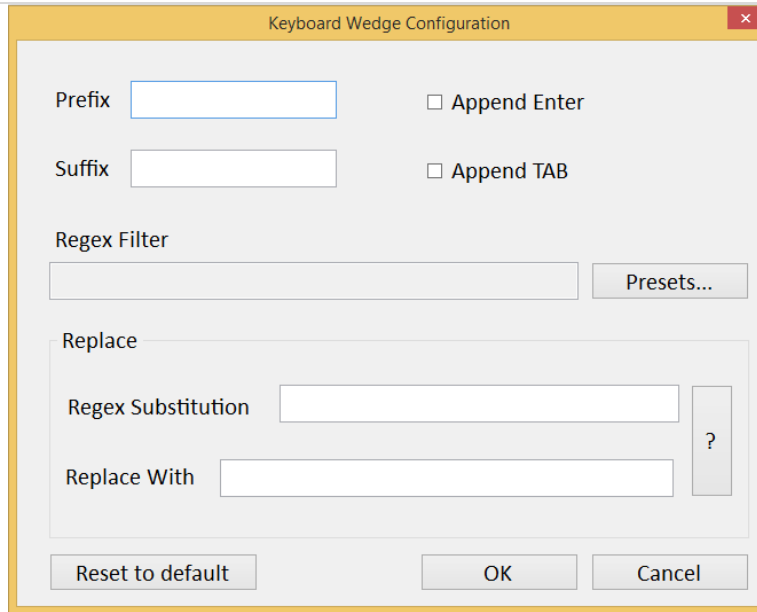 Keyboard Wedge Configuration
Prefix
Append Enter
Suffix
Append TAB
Regex Filter
Presets...
Replace
Regex Substitution
?
Replace With
Reset to default
OK
Cancel